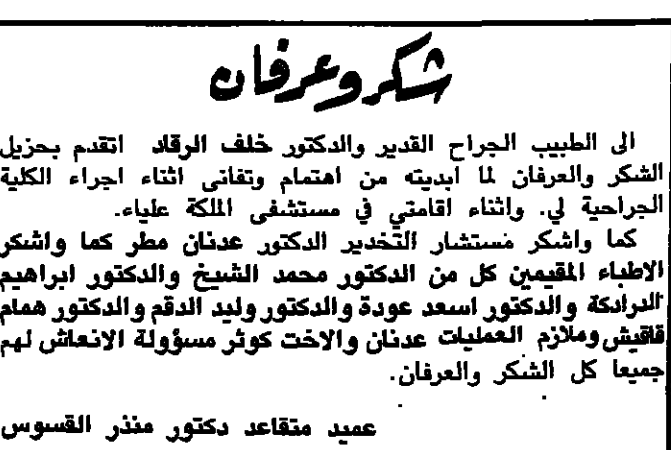 شكر وعرفان
الى الطبيب الجراح القدير والدكتور خلف الرقاد اتقدم بحزيل
الشكر والعرفان لما ابديته من اهتمام وتفانى اثناء اجراء الكلية
الجراحية لي. واثناء اقامتي في مستشفى الملكة علياء.
كما واشكر مستشار التخدير الدكتور عدنان مطر كما واشكر
الاطباء المقيمين كل من الدكتور محمد الشيخ والدكتور ابراهيم
الدرادكة والدكتور اسعد عودة والدكتور وليد الدقم والدكتور همام
قاقيش وملازم العمليات عدنان والاخت كوثر مسؤولة الانعاش لهم
جميعا كل الشكر والعرفان.
عميد متقاعد دكتور منذر القسوس